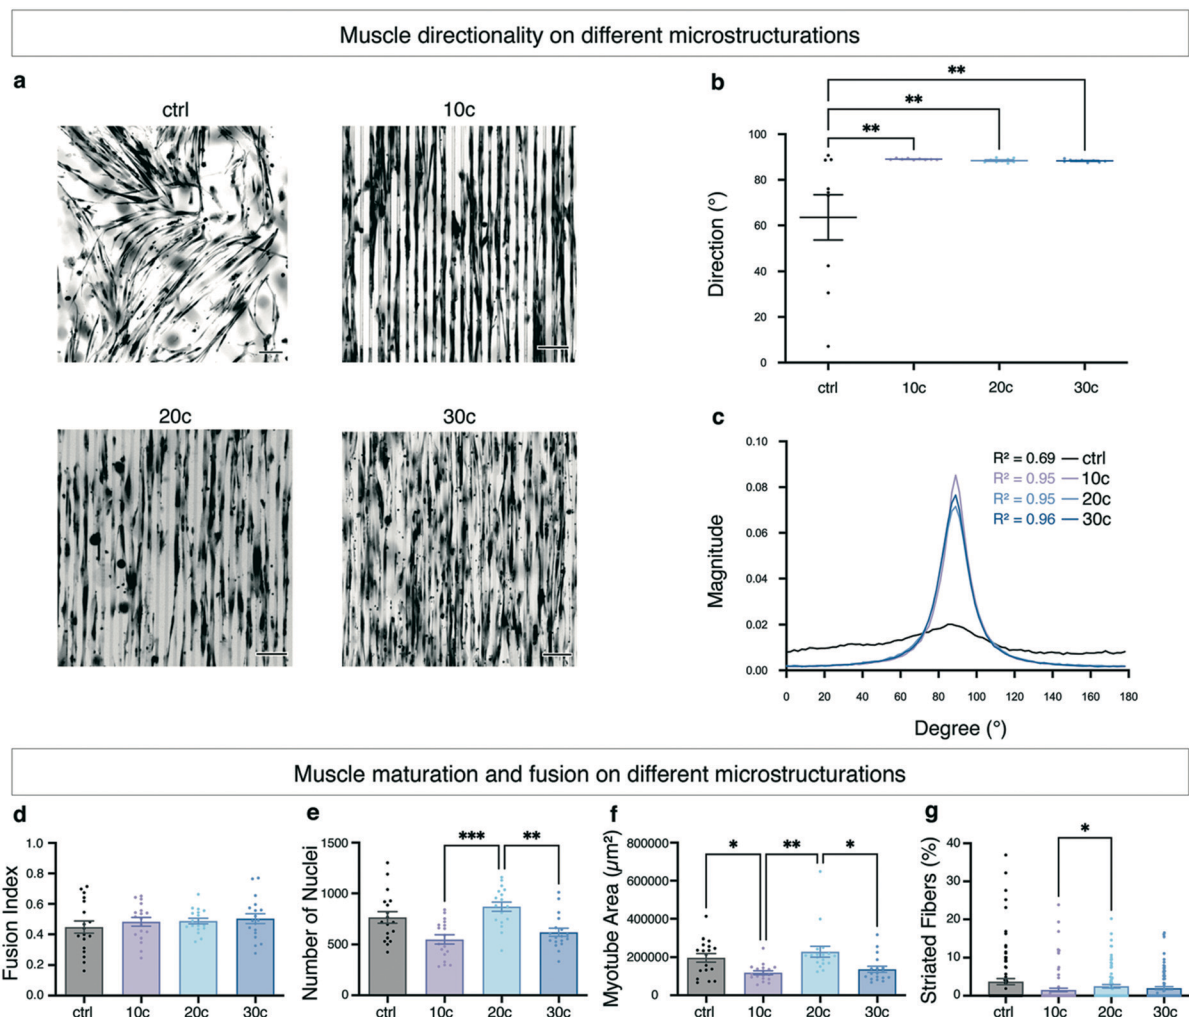 Muscle directionality on different microstructurations
a
ctrl
10c
20c
30c
b
**
**
**
Direction (°)
100
80
60
40
20
0
ctrl 10c 20c 30c
c
Magnitude
0.10
0.08
0.06
0.04
0.02
0.00
R² = 0.69 ctrl
R² = 0.95 10c
R² = 0.95 20c
R² = 0.96 30c
0 20 40 60 80 100 120 140 160 180
Degree (°)
Muscle maturation and fusion on different microstructurations
d
Fusion Index
1.0
0.8
0.6
0.4
0.2
0.0
ctrl 10c 20c 30c
e
*** **
Number of Nuclei
1500
1000
500
0
ctrl 10c 20c 30c
f
* ** *
Myotube Area (µm²)
800000
600000
400000
200000
0
ctrl 10c 20c 30c
g
*
Striated Fibers (%)
40
30
20
10
0
ctrl 10c 20c 30c